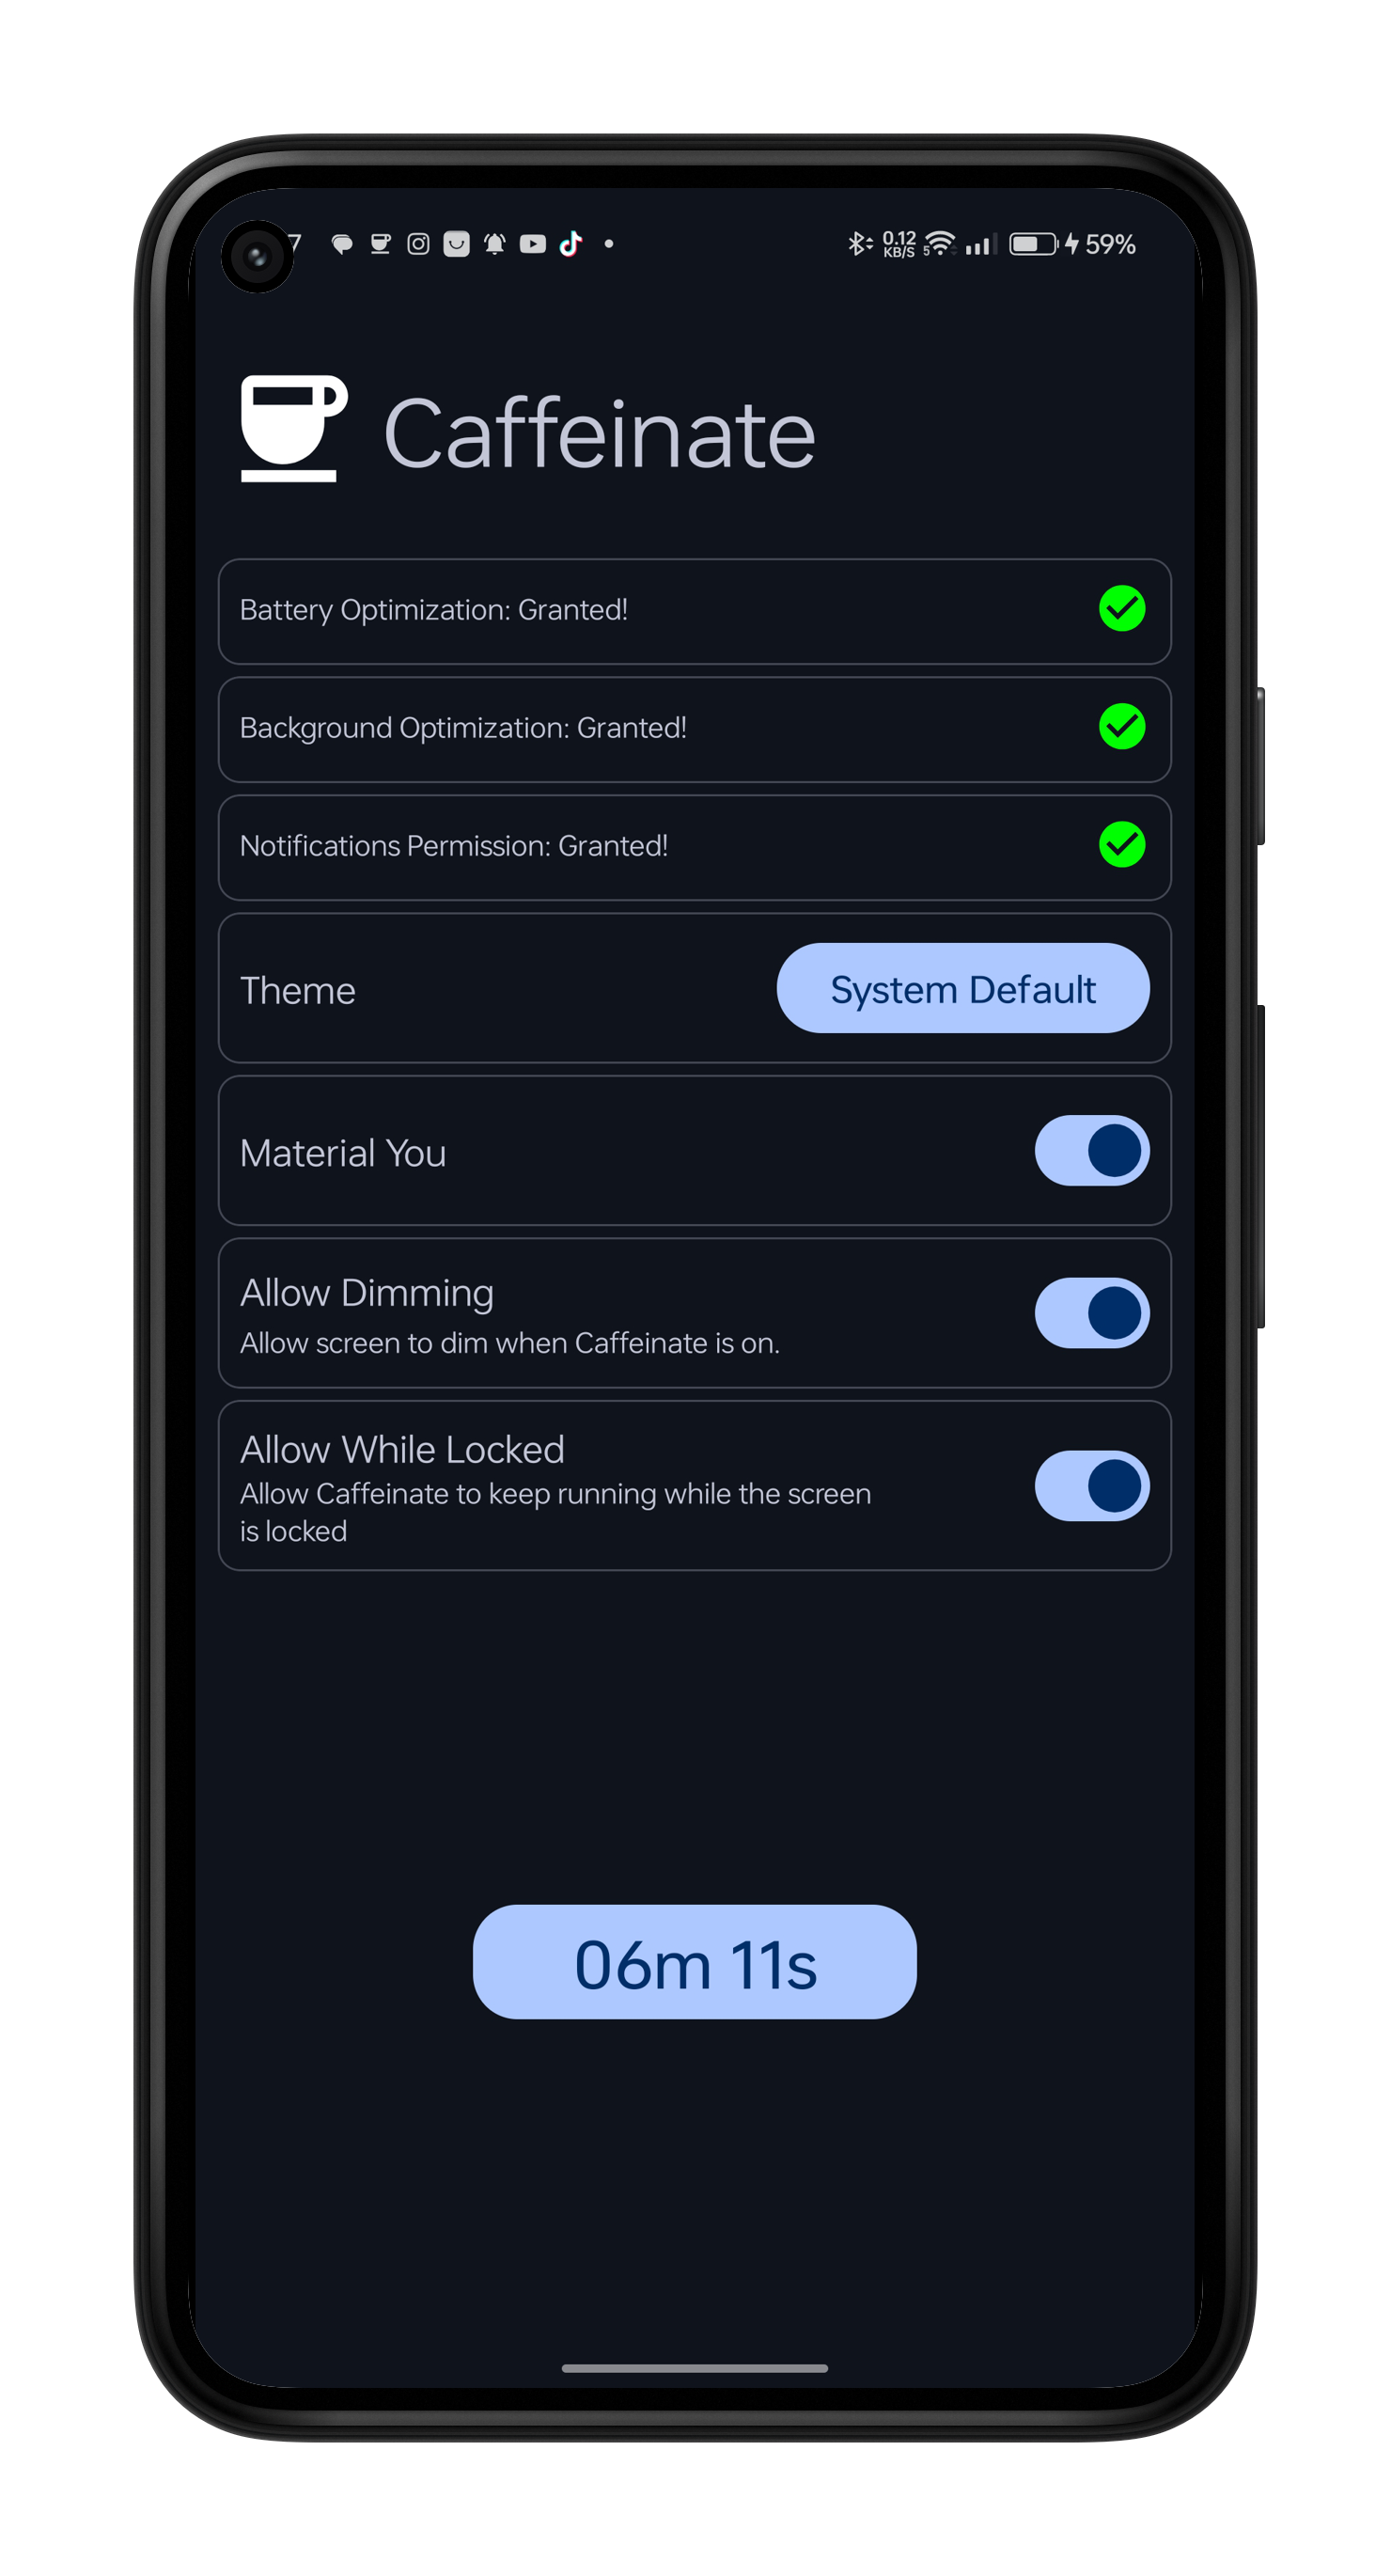 0.12
KB/S
5
59%
Caffeinate
Battery Optimization: Granted!
Background Optimization: Granted!
Notifications Permission: Granted!
Theme
System Default
Material You
Allow Dimming
Allow screen to dim when Caffeinate is on.
Allow While Locked
Allow Caffeinate to keep running while the screen
is locked
06m 11s